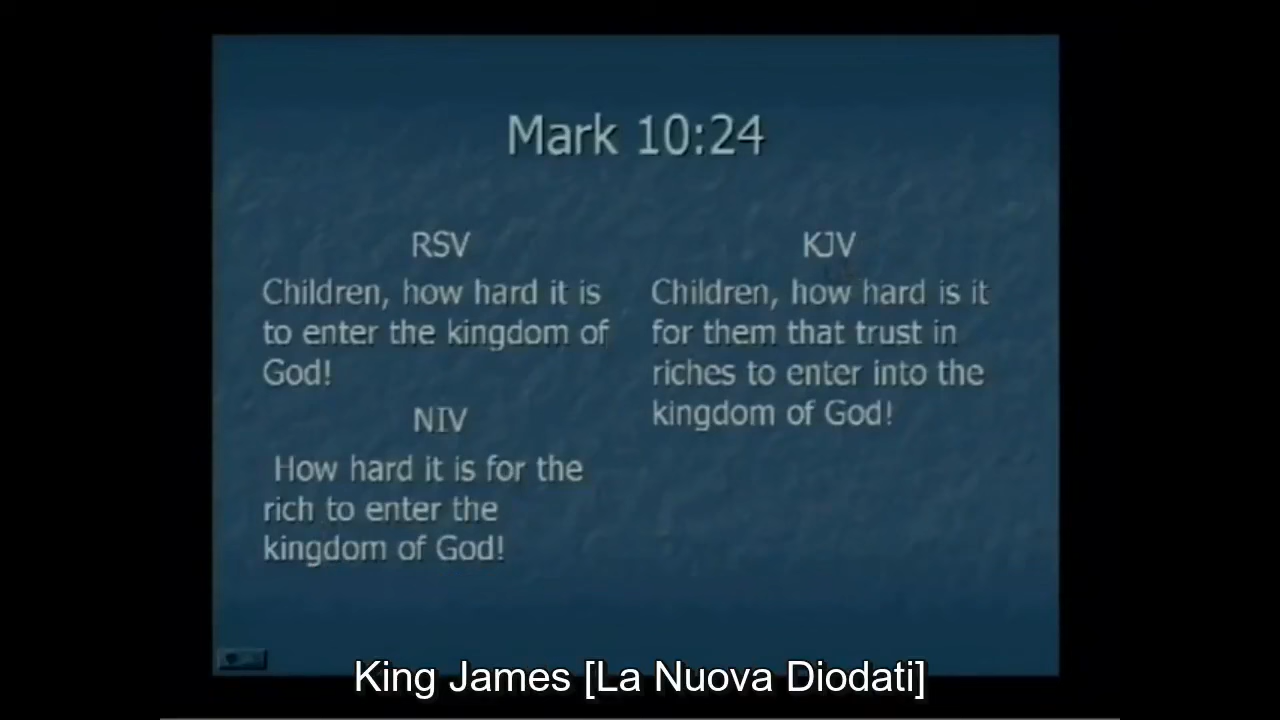 Mark 10:24
RSV
Children, how hard it is
to enter the kingdom of
God!
NIV
How hard it is for the
rich to enter the
kingdom of God!
KJV
Children, how hard is it
for them that trust in
riches to enter into the
kingdom of God!
King James [La Nuova Diodati]